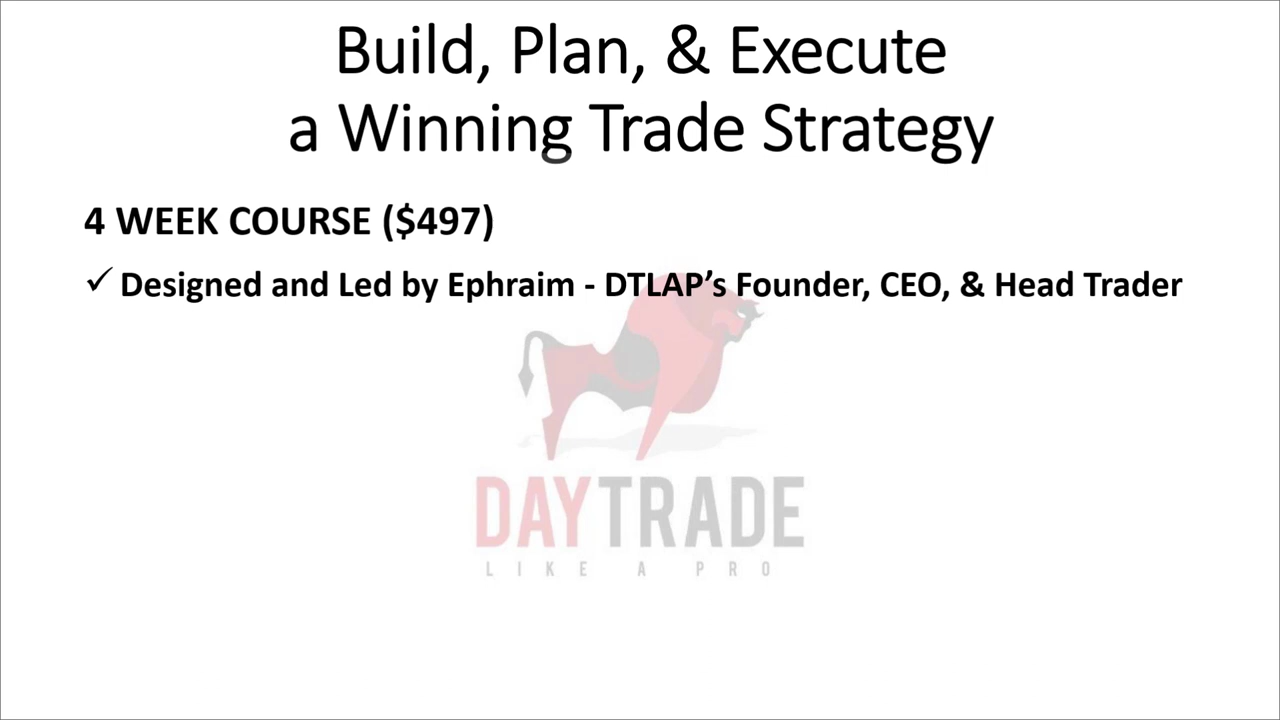 Build, Plan, & Execute
a Winning Trade Strategy
4 WEEK COURSE ($497)
✓ Designed and Led by Ephraim - DTLAP’s Founder, CEO, & Head Trader
DAYTRADE
LIKE A PRO